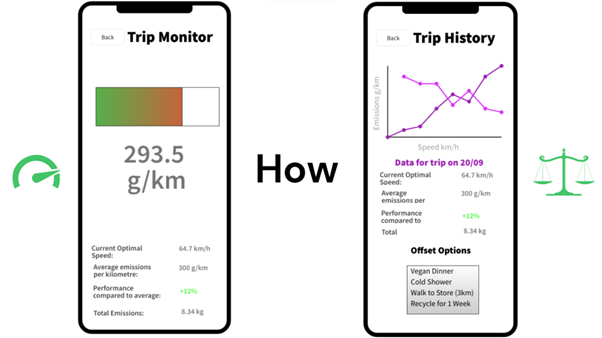 Back
Trip Monitor
293.5
g/km
Current Optimal
Speed:
64.7 km/h
Average emissions
per kilometre:
300 g/km
Performance
compared to average:
+12%
Total Emissions:
8.34 kg
How
Back
Trip History
Emissions g/km
Speed km/h
Data for trip on 20/09
Current Optimal
Speed:
64.7 km/h
Average
emissions per
300 g/km
Performance
compared to
+12%
Total
8.34 kg
Offset Options
Vegan Dinner
Cold Shower
Walk to Store (3km)
Recycle for 1 Week